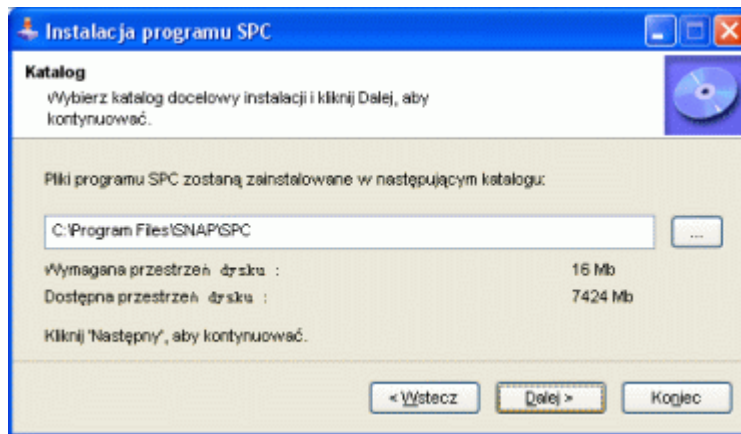 Instalacja programu SPC
Katalog
Wybierz katalog docelowy instalacji i kliknij Dalej, aby
kontynuować.
Pliki programu SPC zostaną zainstalowane w następującym katalogu:
C:\Program Files\SNAP\SPC
...
Wymagana przestrzeń dysku : 16 Mb
Dostępna przestrzeń dysku : 7424 Mb
Kliknij 'Następny', aby kontynuować.
< Wstecz Dalej > Koniec